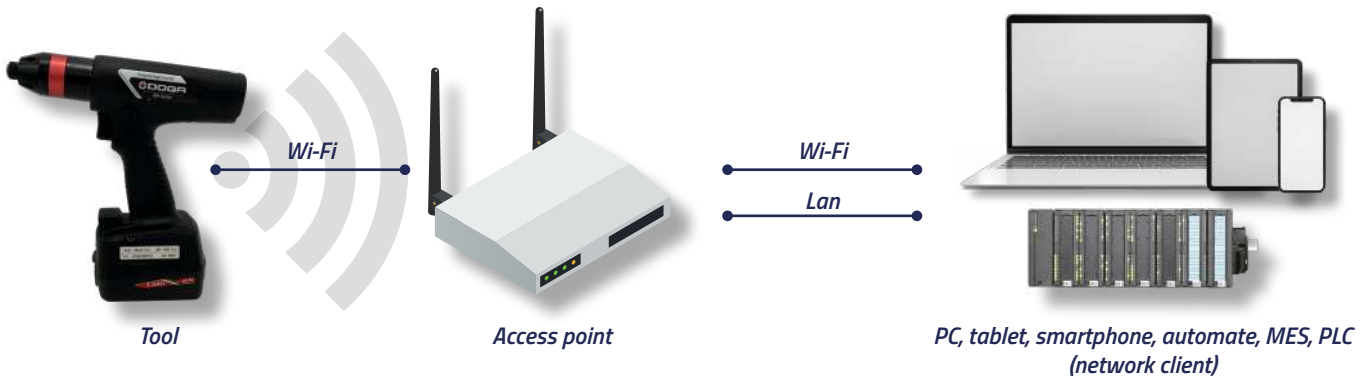 DOGA
Wi-Fi
Wi-Fi
Lan
Tool
Access point
PC, tablet, smartphone, automate, MES, PLC
(network client)